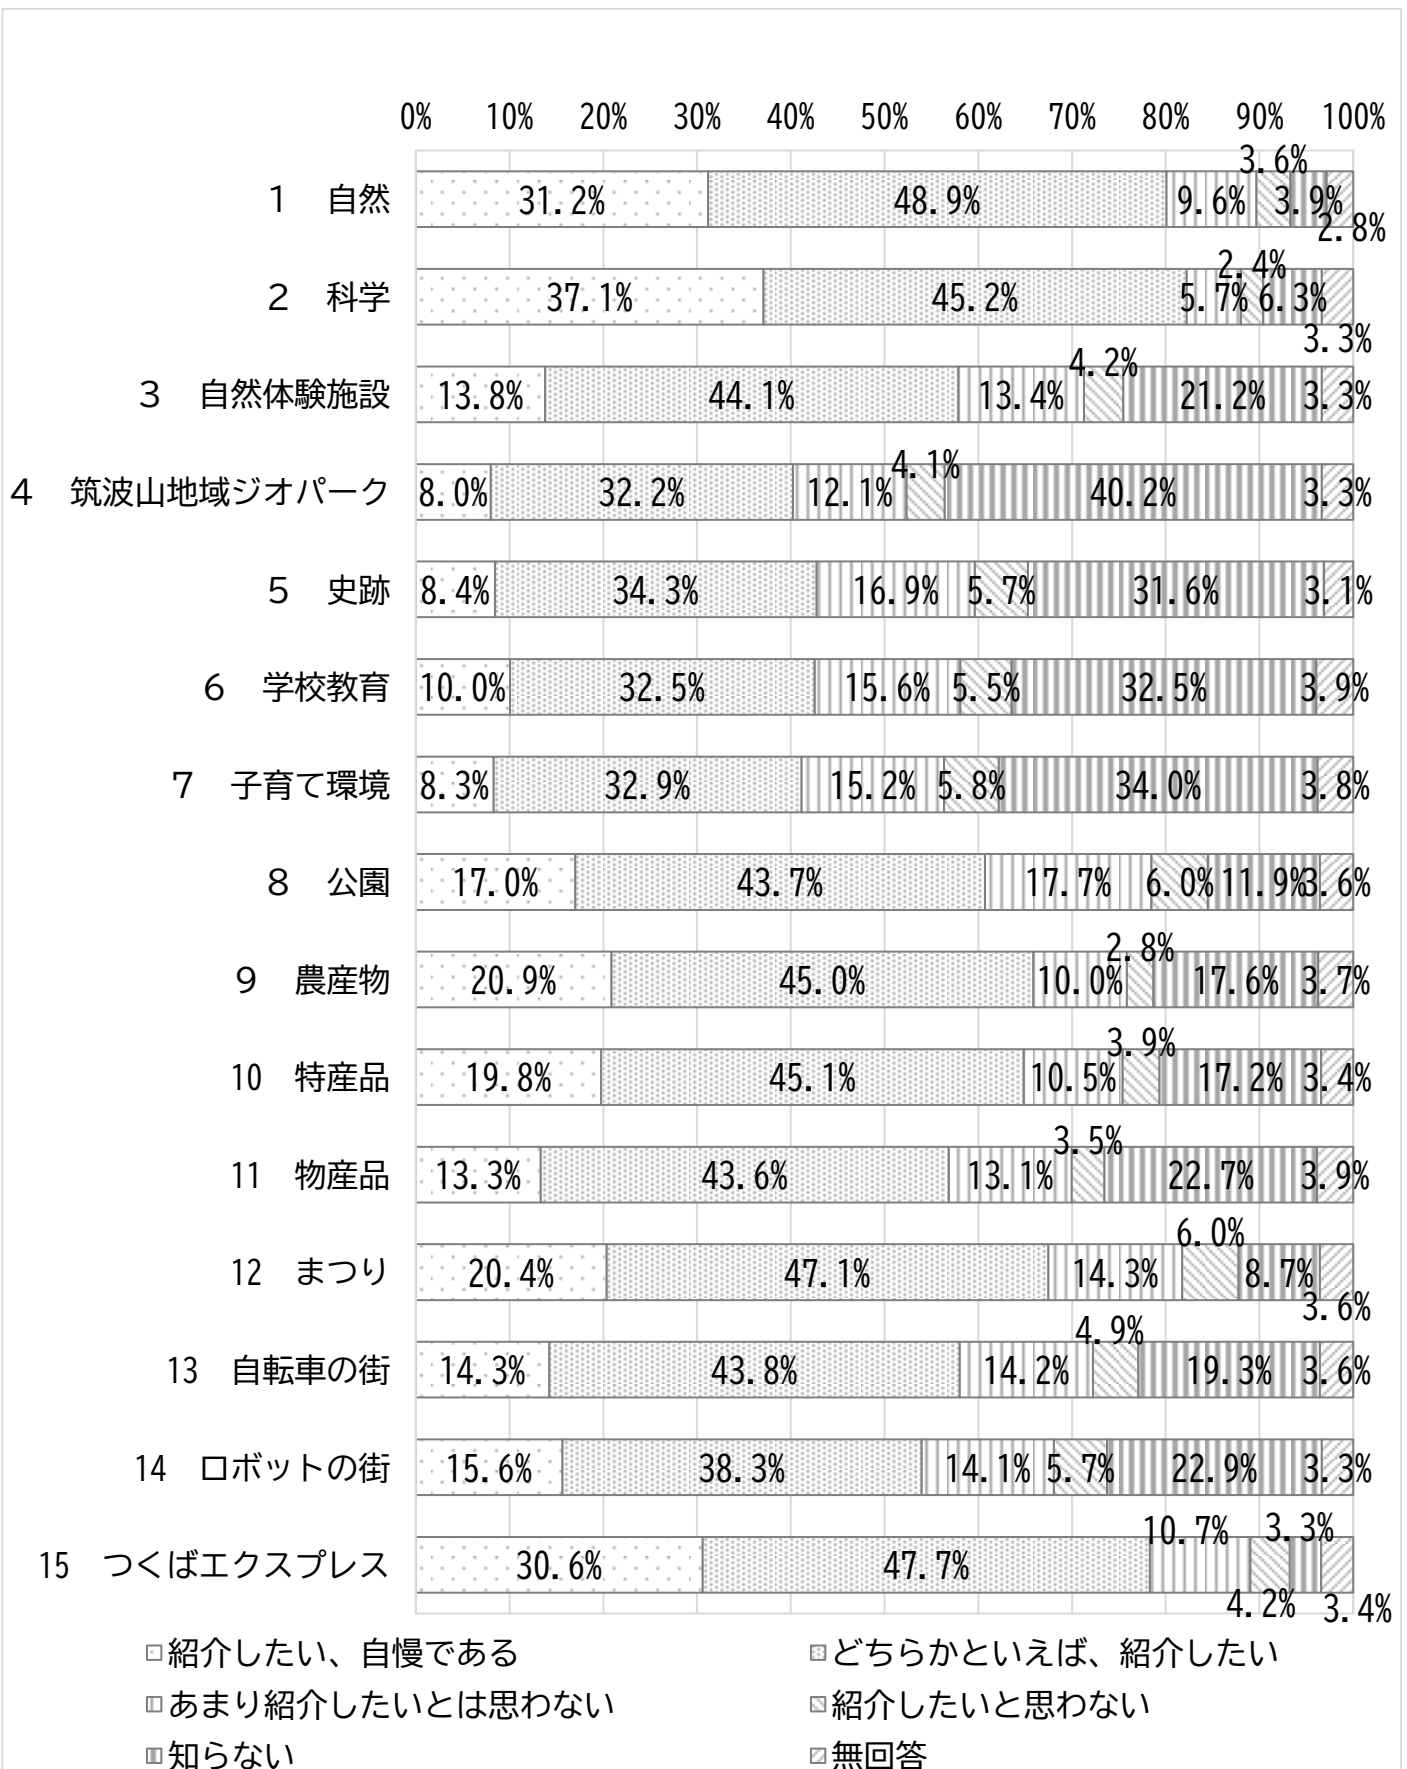 0% 10% 20% 30% 40% 50% 60% 70% 80% 90% 100%
1 自然 31.2% 48.9% 9.6% 3.6% 3.9% 2.8%
2 科学 37.1% 45.2% 5.7% 2.4% 6.3% 3.3%
3 自然体験施設 13.8% 44.1% 13.4% 4.2% 21.2% 3.3%
4 筑波山地域ジオパーク 8.0% 32.2% 12.1% 4.1% 40.2% 3.3%
5 史跡 8.4% 34.3% 16.9% 5.7% 31.6% 3.1%
6 学校教育 10.0% 32.5% 15.6% 5.5% 32.5% 3.9%
7 子育て環境 8.3% 32.9% 15.2% 5.8% 34.0% 3.8%
8 公園 17.0% 43.7% 17.7% 6.0% 11.9% 3.6%
9 農産物 20.9% 45.0% 10.0% 2.8% 17.6% 3.7%
10 特産品 19.8% 45.1% 10.5% 3.9% 17.2% 3.4%
11 物産品 13.3% 43.6% 13.1% 3.5% 22.7% 3.9%
12 まつり 20.4% 47.1% 14.3% 6.0% 8.7% 3.6%
13 自転車の街 14.3% 43.8% 14.2% 4.9% 19.3% 3.6%
14 ロボットの街 15.6% 38.3% 14.1% 5.7% 22.9% 3.3%
15 つくばエクスプレス 30.6% 47.7% 10.7% 4.2% 3.3% 3.4%
紹介したい、自慢である どちらかといえば、紹介したい
あまり紹介したいとは思わない 紹介したいと思わない
知らない 無回答